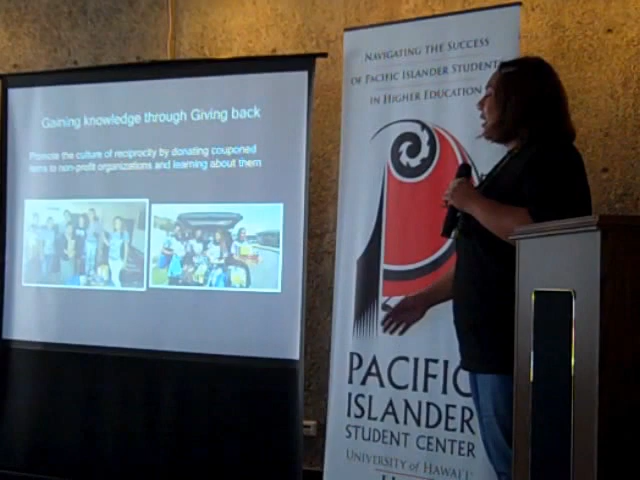 Gaining knowledge through Giving back
Promote the culture of reciprocity by donating couponed
items to non-profit organizations and learning about them
NAVIGATING THE SUCCESS
OF PACIFIC ISLANDER STUDENTS
IN HIGHER EDUCATION
PACIFIC
ISLANDER
STUDENT CENTER
UNIVERSITY of HAWAI'I